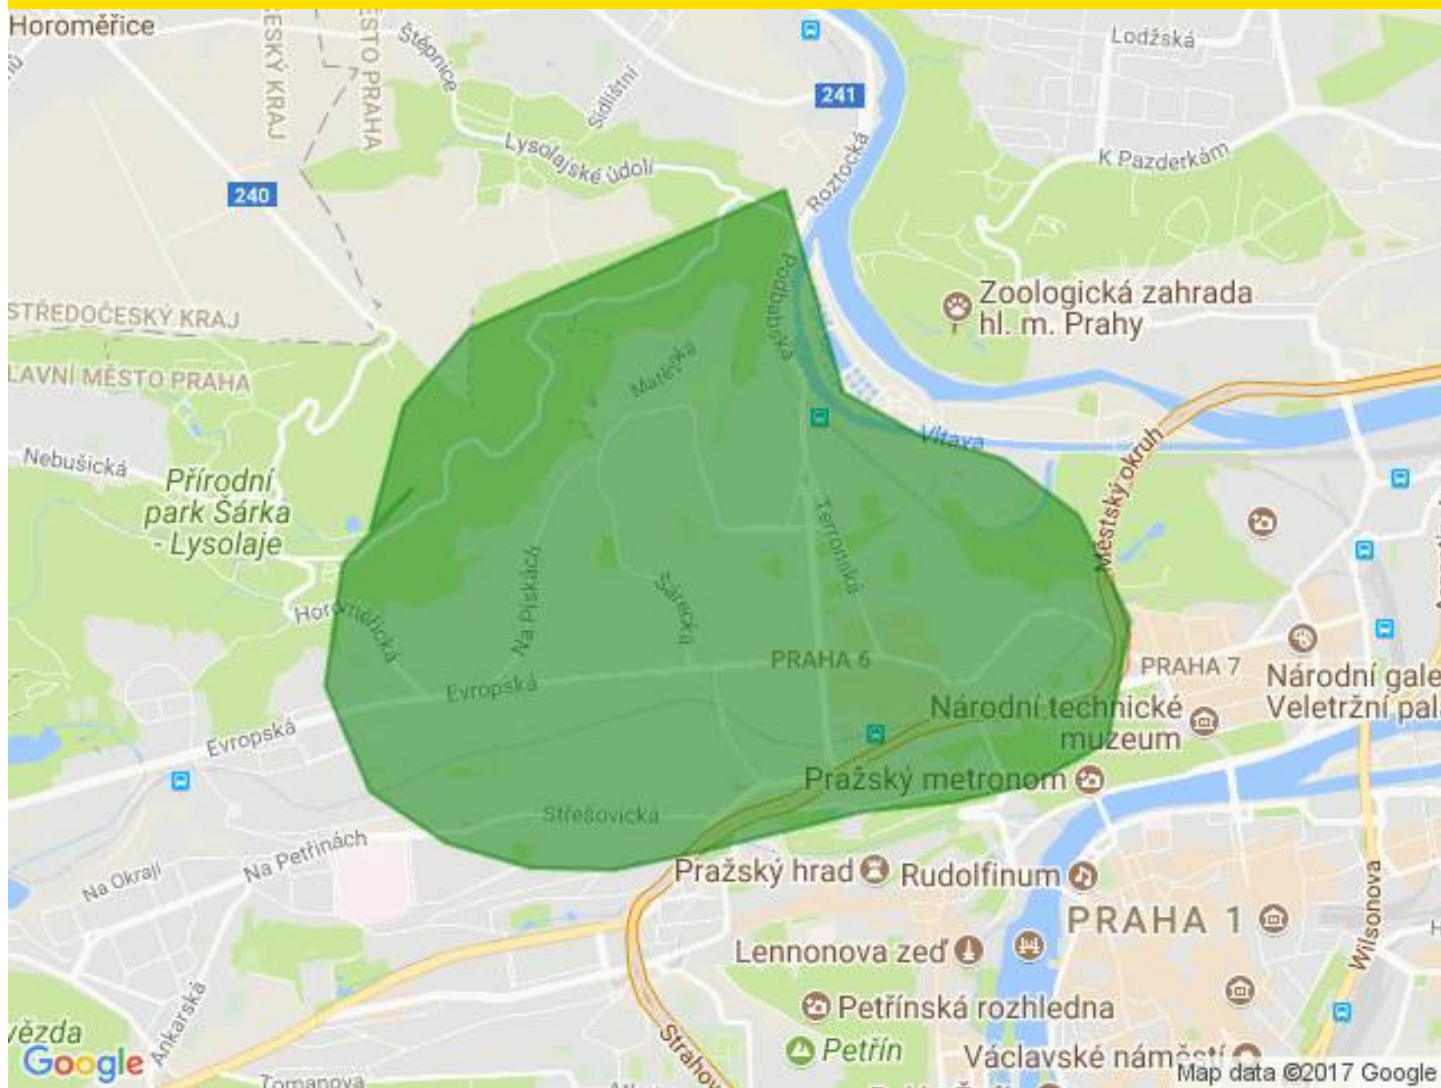 Horoměřice
ESKÝ KRAJ
ĚSTO PRAHA
Štěpnice
Sídlištní
Lodžská
241
Roztocká
K Pazderkám
Lysolajské údolí
240
Podbabská
Zoologická zahrada
hl. m. Prahy
STŘEDOČESKÝ KRAJ
LAVNÍ MĚSTO PRAHA
Matějská
Nebušická
Vltava
Městský okruh
Přírodní
park Šárka
- Lysolaje
Terronská
Na Pískách
Šárecká
Horoměřická
PRAHA 6
PRAHA 7
Evropská
Národní gale
Veletržní pal
Národní technické
muzeum
Evropská
Pražský metronom
Střešovická
Na Petřinách
Na Okraji
Pražský hrad
Rudolfinum
PRAHA 1
Wilsonova
Lennonova zeď
Petřínská rozhledna
Ankarská
vězda
Strahov
Petřín
Václavské náměstí
Google
Map data ©2017 Google
Tomanova